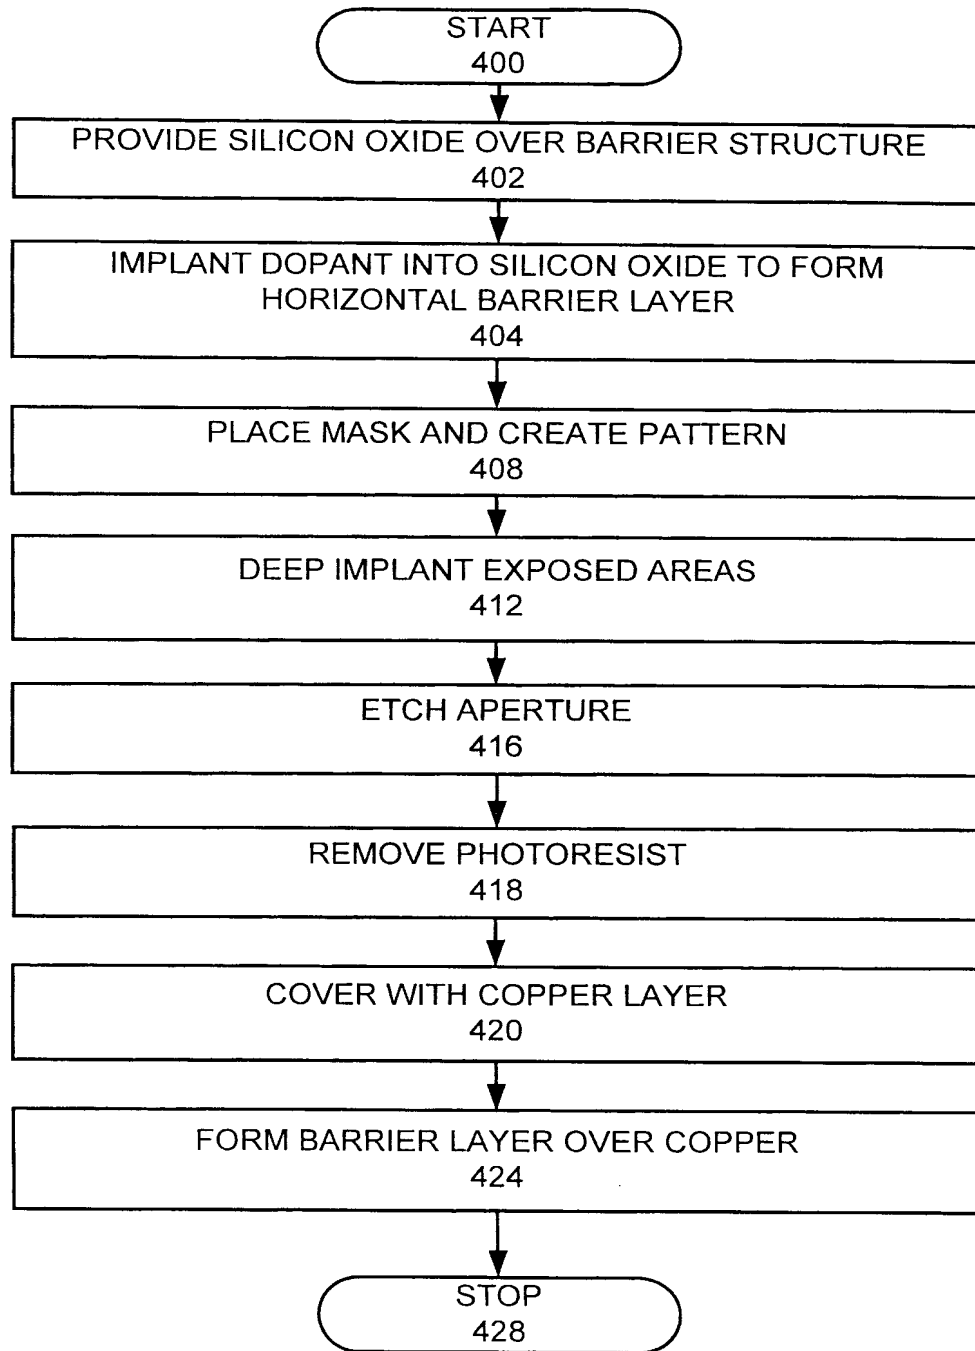 START
400
PROVIDE SILICON OXIDE OVER BARRIER STRUCTURE
402
IMPLANT DOPANT INTO SILICON OXIDE TO FORM
HORIZONTAL BARRIER LAYER
404
PLACE MASK AND CREATE PATTERN
408
DEEP IMPLANT EXPOSED AREAS
412
ETCH APERTURE
416
REMOVE PHOTORESIST
418
COVER WITH COPPER LAYER
420
FORM BARRIER LAYER OVER COPPER
424
STOP
428